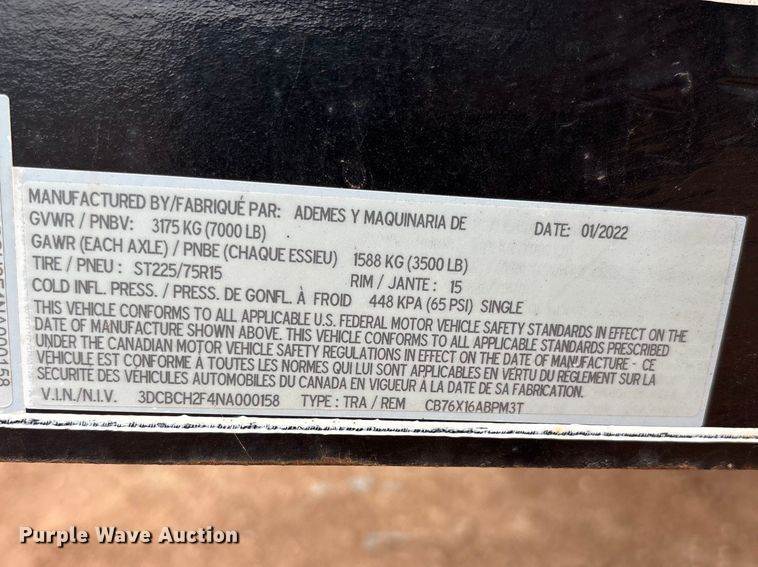 MANUFACTURED BY/FABRIQUÉ PAR: ADEMES Y MAQUINARIA DE DATE: 01/2022
GVWR / PNBV: 3175 KG (7000 LB)
GAWR (EACH AXLE) / PNBE (CHAQUE ESSIEU) 1588 KG (3500 LB)
TIRE / PNEU : ST225/75R15 RIM / JANTE : 15
COLD INFL. PRESS. / PRESS. DE GONFL. À FROID 448 KPA (65 PSI) SINGLE
THIS VEHICLE CONFORMS TO ALL APPLICABLE U.S. FEDERAL MOTOR VEHICLE SAFETY STANDARDS IN EFFECT ON THE
DATE OF MANUFACTURE SHOWN ABOVE. THIS VEHICLE CONFORMS TO ALL APPLICABLE STANDARDS PRESCRIBED
UNDER THE CANADIAN MOTOR VEHICLE SAFETY REGULATIONS IN EFFECT ON THE DATE OF MANUFACTURE - CE
VÉHICULE EST CONFORME À TOUTES LES NORMES QUI LUI SONT APPLICABLES EN VERTU DU RÈGLEMENT SUR LA
SECURITE DES VÉHICULES AUTOMOBILES DU CANADA EN VIGUEUR À LA DATE DE SA FABRICATION.
V.I.N./N.I.V. 3DCBCH2F4NA000158 TYPE : TRA / REM CB76X16ABPM3T
Purple Wave Auction